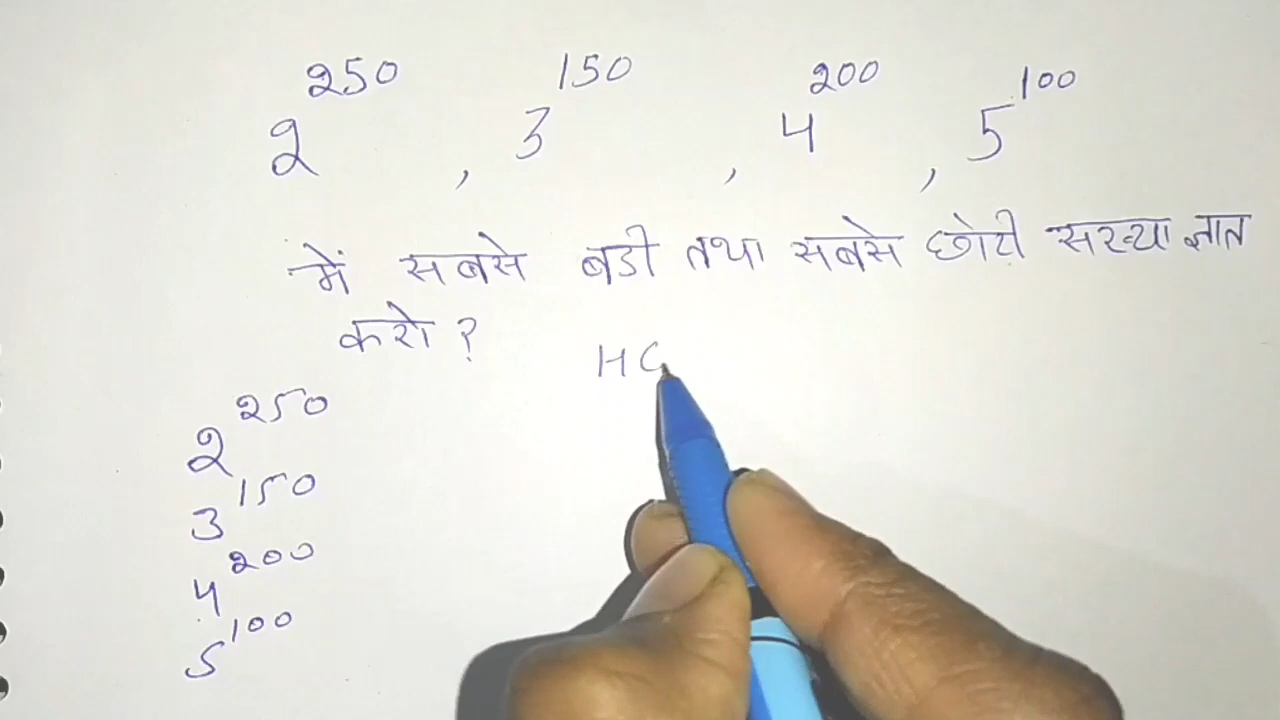 2^250 , 3^150 , 4^200 , 5^100
में सबसे बडी तथा सबसे छोटी सख्या ज्ञात
करो ?
HC
2^250
3^150
4^200
5^100